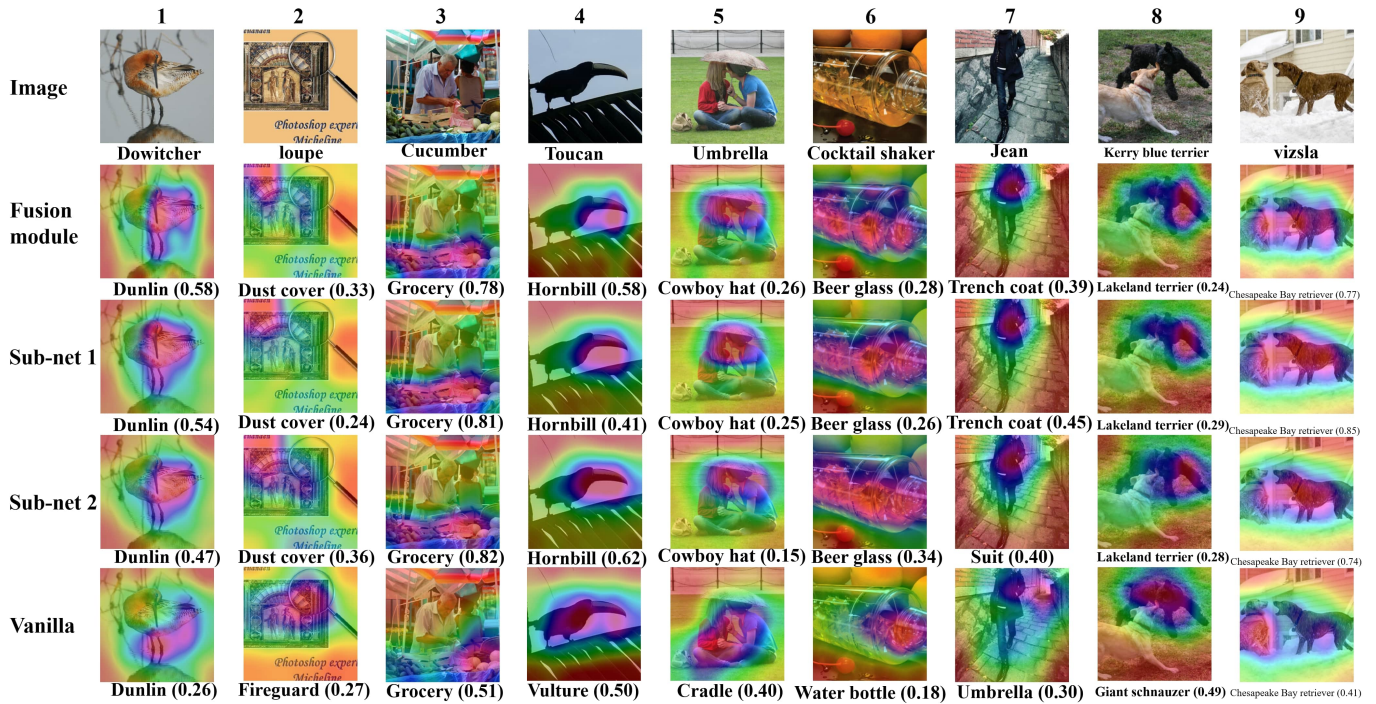 1 2 3 4 5 6 7 8 9
Image
Photoshop exper
Micheline
Dowitcher loupe Cucumber Toucan Umbrella Cocktail shaker Jean Kerry blue terrier vizsla
Fusion
module
Photoshop exper
Micheline
Dunlin (0.58) Dust cover (0.33) Grocery (0.78) Hornbill (0.58) Cowboy hat (0.26) Beer glass (0.28) Trench coat (0.39) Lakeland terrier (0.24) Chesapeake Bay retriever (0.77)
Sub-net 1
Photoshop exper
Micheline
Dunlin (0.54) Dust cover (0.24) Grocery (0.81) Hornbill (0.41) Cowboy hat (0.25) Beer glass (0.26) Trench coat (0.45) Lakeland terrier (0.29) Chesapeake Bay retriever (0.85)
Sub-net 2
Photoshop exper
Micheline
Dunlin (0.47) Dust cover (0.36) Grocery (0.82) Hornbill (0.62) Cowboy hat (0.15) Beer glass (0.34) Suit (0.40) Lakeland terrier (0.28) Chesapeake Bay retriever (0.74)
Vanilla
Photoshop exper
Micheline
Dunlin (0.26) Fireguard (0.27) Grocery (0.51) Vulture (0.50) Cradle (0.40) Water bottle (0.18) Umbrella (0.30) Giant schnauzer (0.49) Chesapeake Bay retriever (0.41)